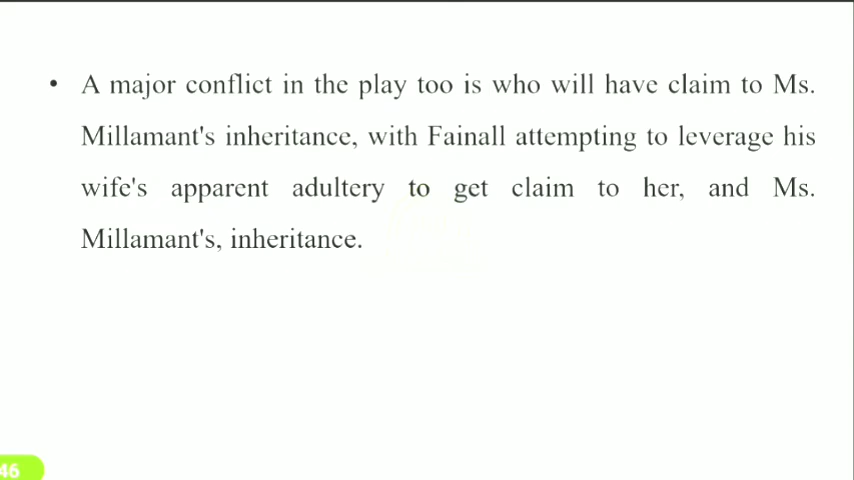 • A major conflict in the play too is who will have claim to Ms.
Millamant's inheritance, with Fainall attempting to leverage his
wife's apparent adultery to get claim to her, and Ms.
Millamant's, inheritance.
46